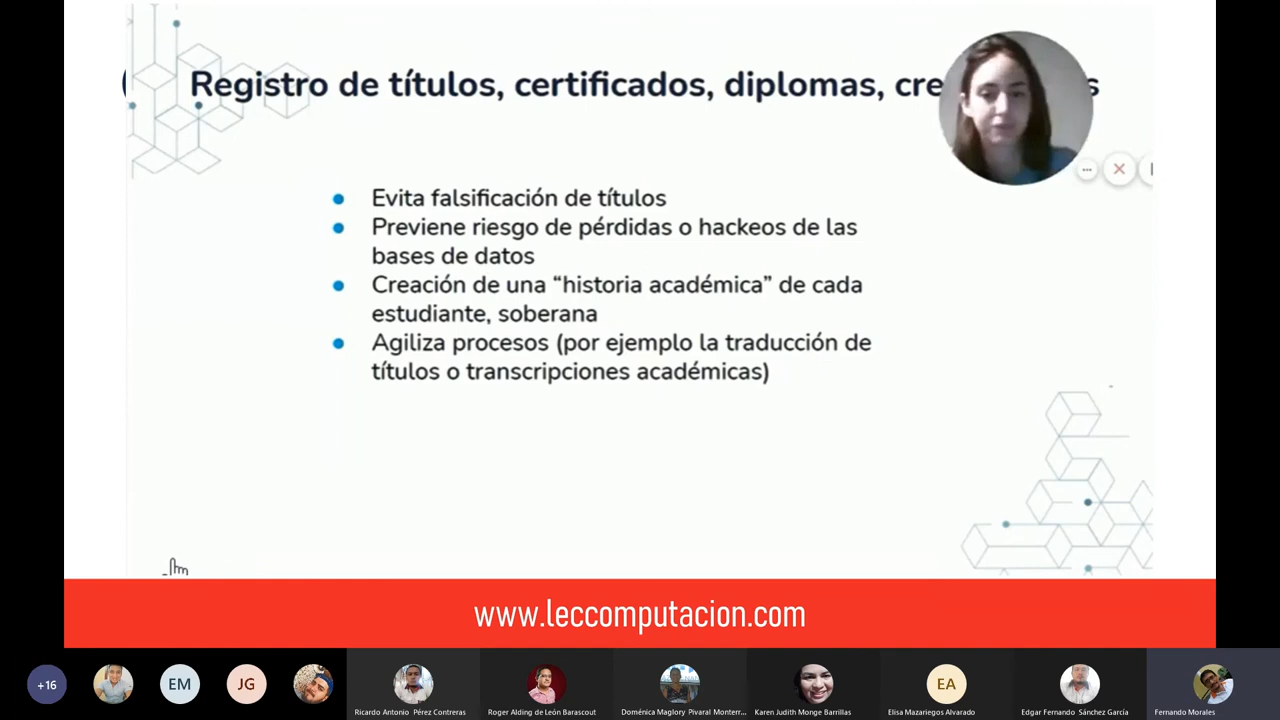 Registro de títulos, certificados, diplomas,
● Evita falsificación de títulos
● Previene riesgo de pérdidas o hackeos de las
bases de datos
● Creación de una “historia académica” de cada
estudiante, soberana
● Agiliza procesos (por ejemplo la traducción de
títulos o transcripciones académicas)
www.leccomputacion.com
+16
EM
JG
EA
Ricardo Antonio Pérez Contreras
Roger Alding de León Barascout
Doménica Maglory Pivaral Monterr...
Karen Judith Monge Barrillas
Elisa Mazariegos Alvarado
Edgar Fernando Sánchez García
Fernando Morales